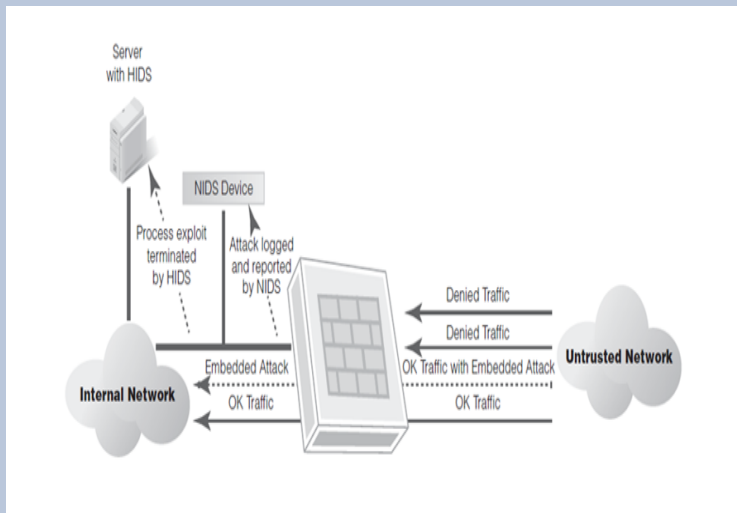 Server
with HIDS
NIDS Device
Process exploit
terminated
by HIDS
Attack logged
and reported
by NIDS
Denied Traffic
Denied Traffic
Untrusted Network
Embedded Attack
OK Traffic with Embedded Attack
Internal Network
OK Traffic
OK Traffic